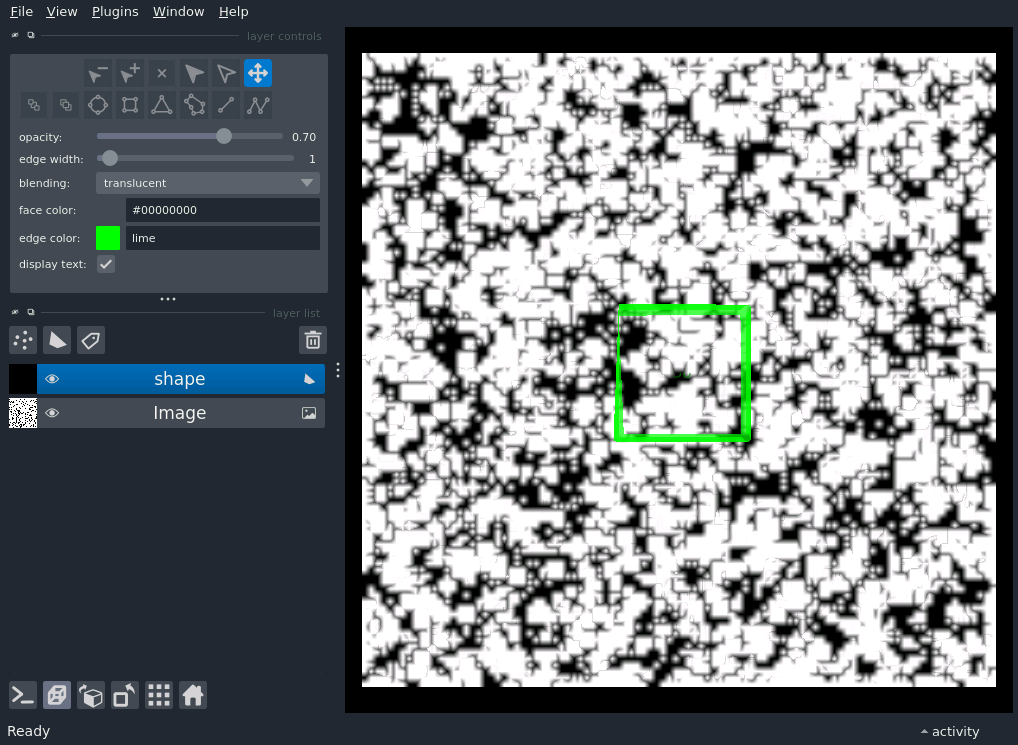 File View Plugins Window Help
layer controls
opacity: 0.70
edge width: 1
blending: translucent
face color: #00000000
edge color: lime
display text:
layer list
shape
Image
Ready
activity